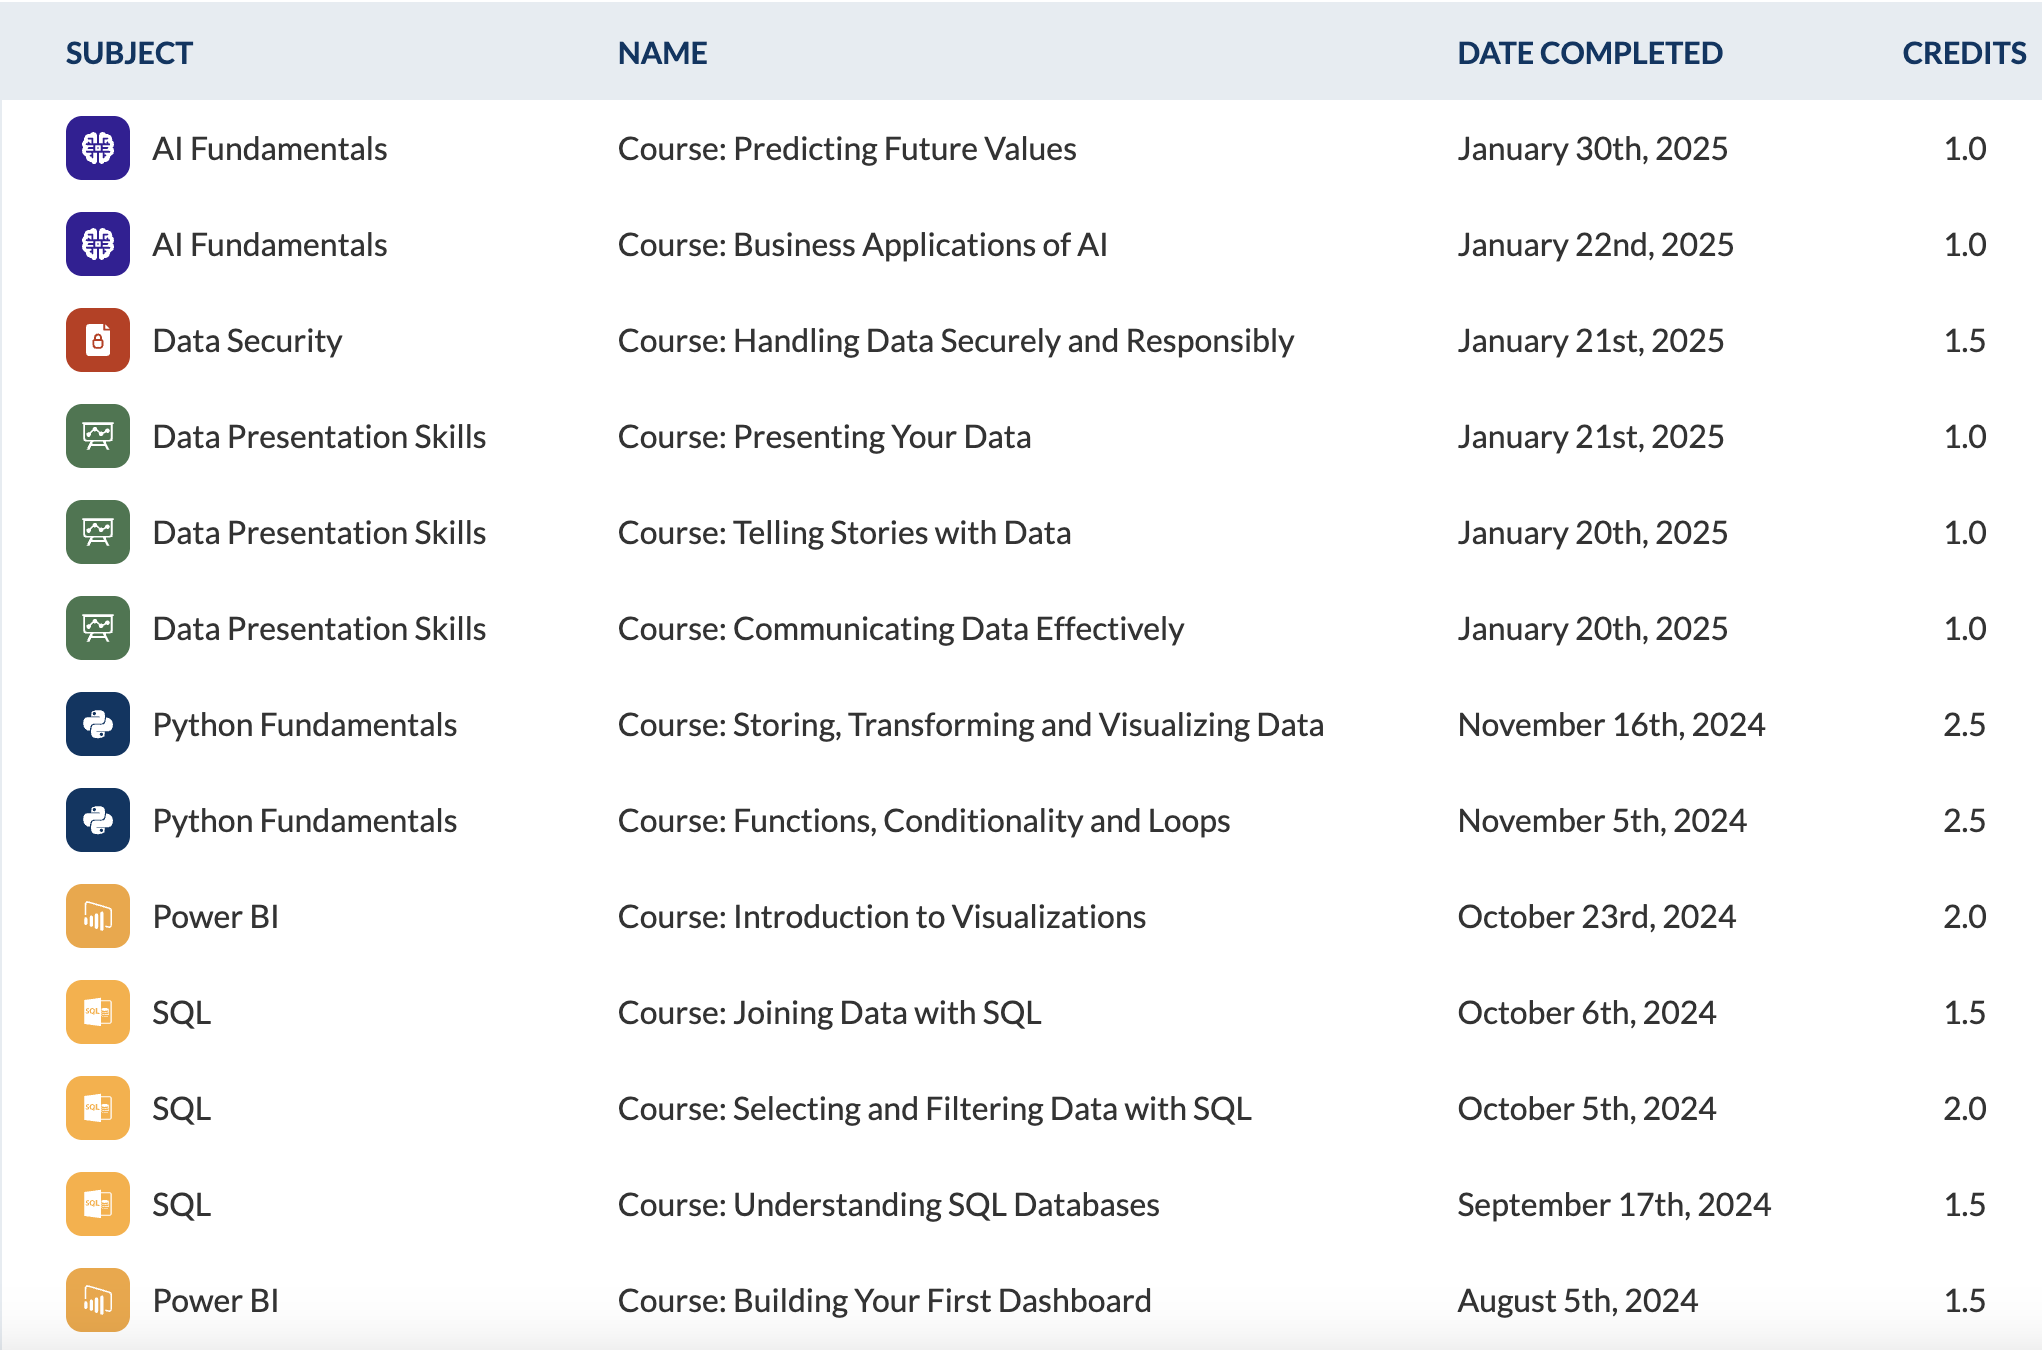 SUBJECT NAME DATE COMPLETED CREDITS
AI Fundamentals Course: Predicting Future Values January 30th, 2025 1.0
AI Fundamentals Course: Business Applications of AI January 22nd, 2025 1.0
Data Security Course: Handling Data Securely and Responsibly January 21st, 2025 1.5
Data Presentation Skills Course: Presenting Your Data January 21st, 2025 1.0
Data Presentation Skills Course: Telling Stories with Data January 20th, 2025 1.0
Data Presentation Skills Course: Communicating Data Effectively January 20th, 2025 1.0
Python Fundamentals Course: Storing, Transforming and Visualizing Data November 16th, 2024 2.5
Python Fundamentals Course: Functions, Conditionality and Loops November 5th, 2024 2.5
Power BI Course: Introduction to Visualizations October 23rd, 2024 2.0
SQL SQL Course: Joining Data with SQL October 6th, 2024 1.5
SQL SQL Course: Selecting and Filtering Data with SQL October 5th, 2024 2.0
SQL SQL Course: Understanding SQL Databases September 17th, 2024 1.5
Power BI Course: Building Your First Dashboard August 5th, 2024 1.5